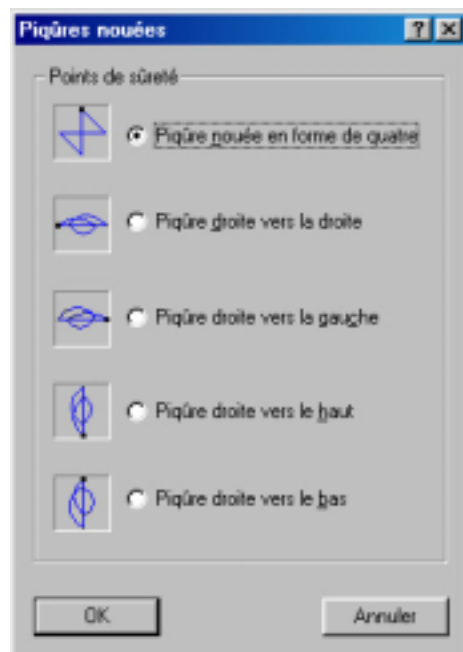 Piqûres nouées
Points de sûreté
Piqûre nouée en forme de quatre
Piqûre droite vers la droite
Piqûre droite vers la gauche
Piqûre droite vers le haut
Piqûre droite vers le bas
OK Annuler